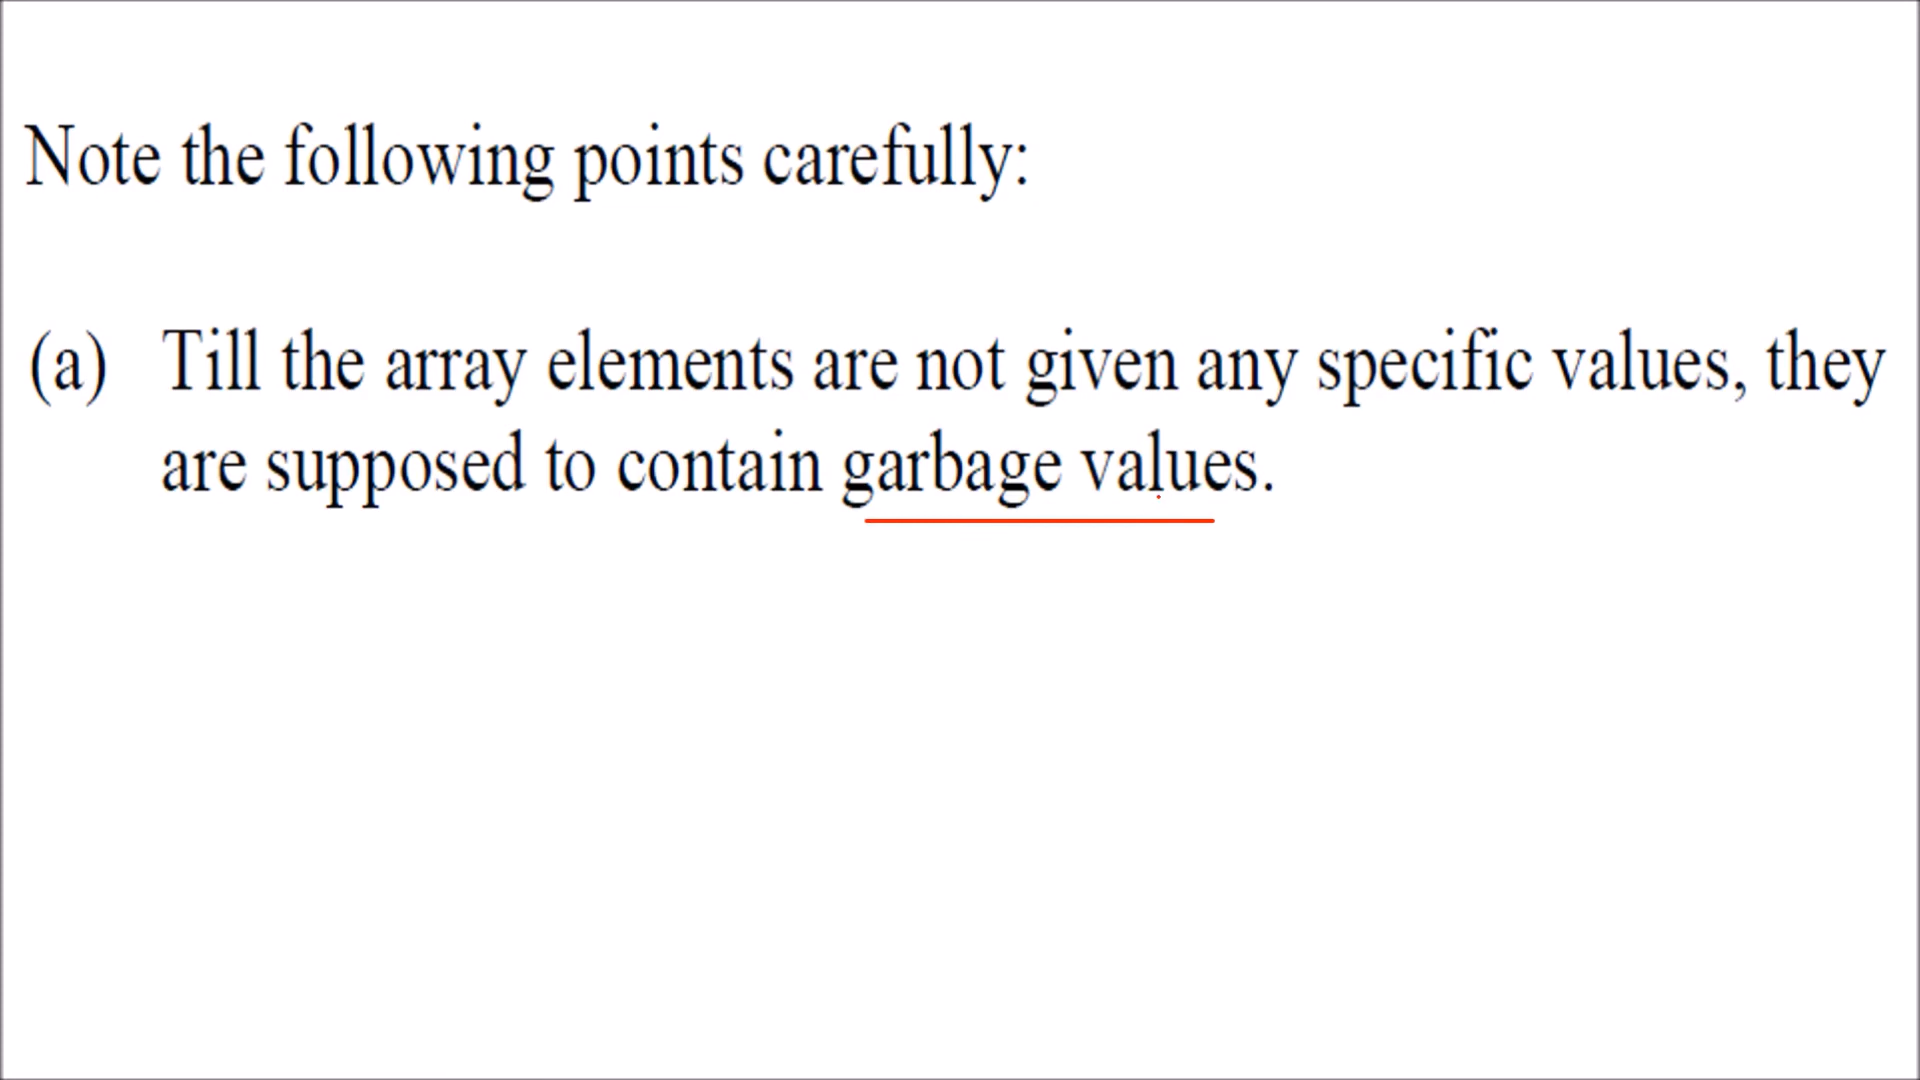 Note the following points carefully:
(a) Till the array elements are not given any specific values, they
are supposed to contain garbage values.